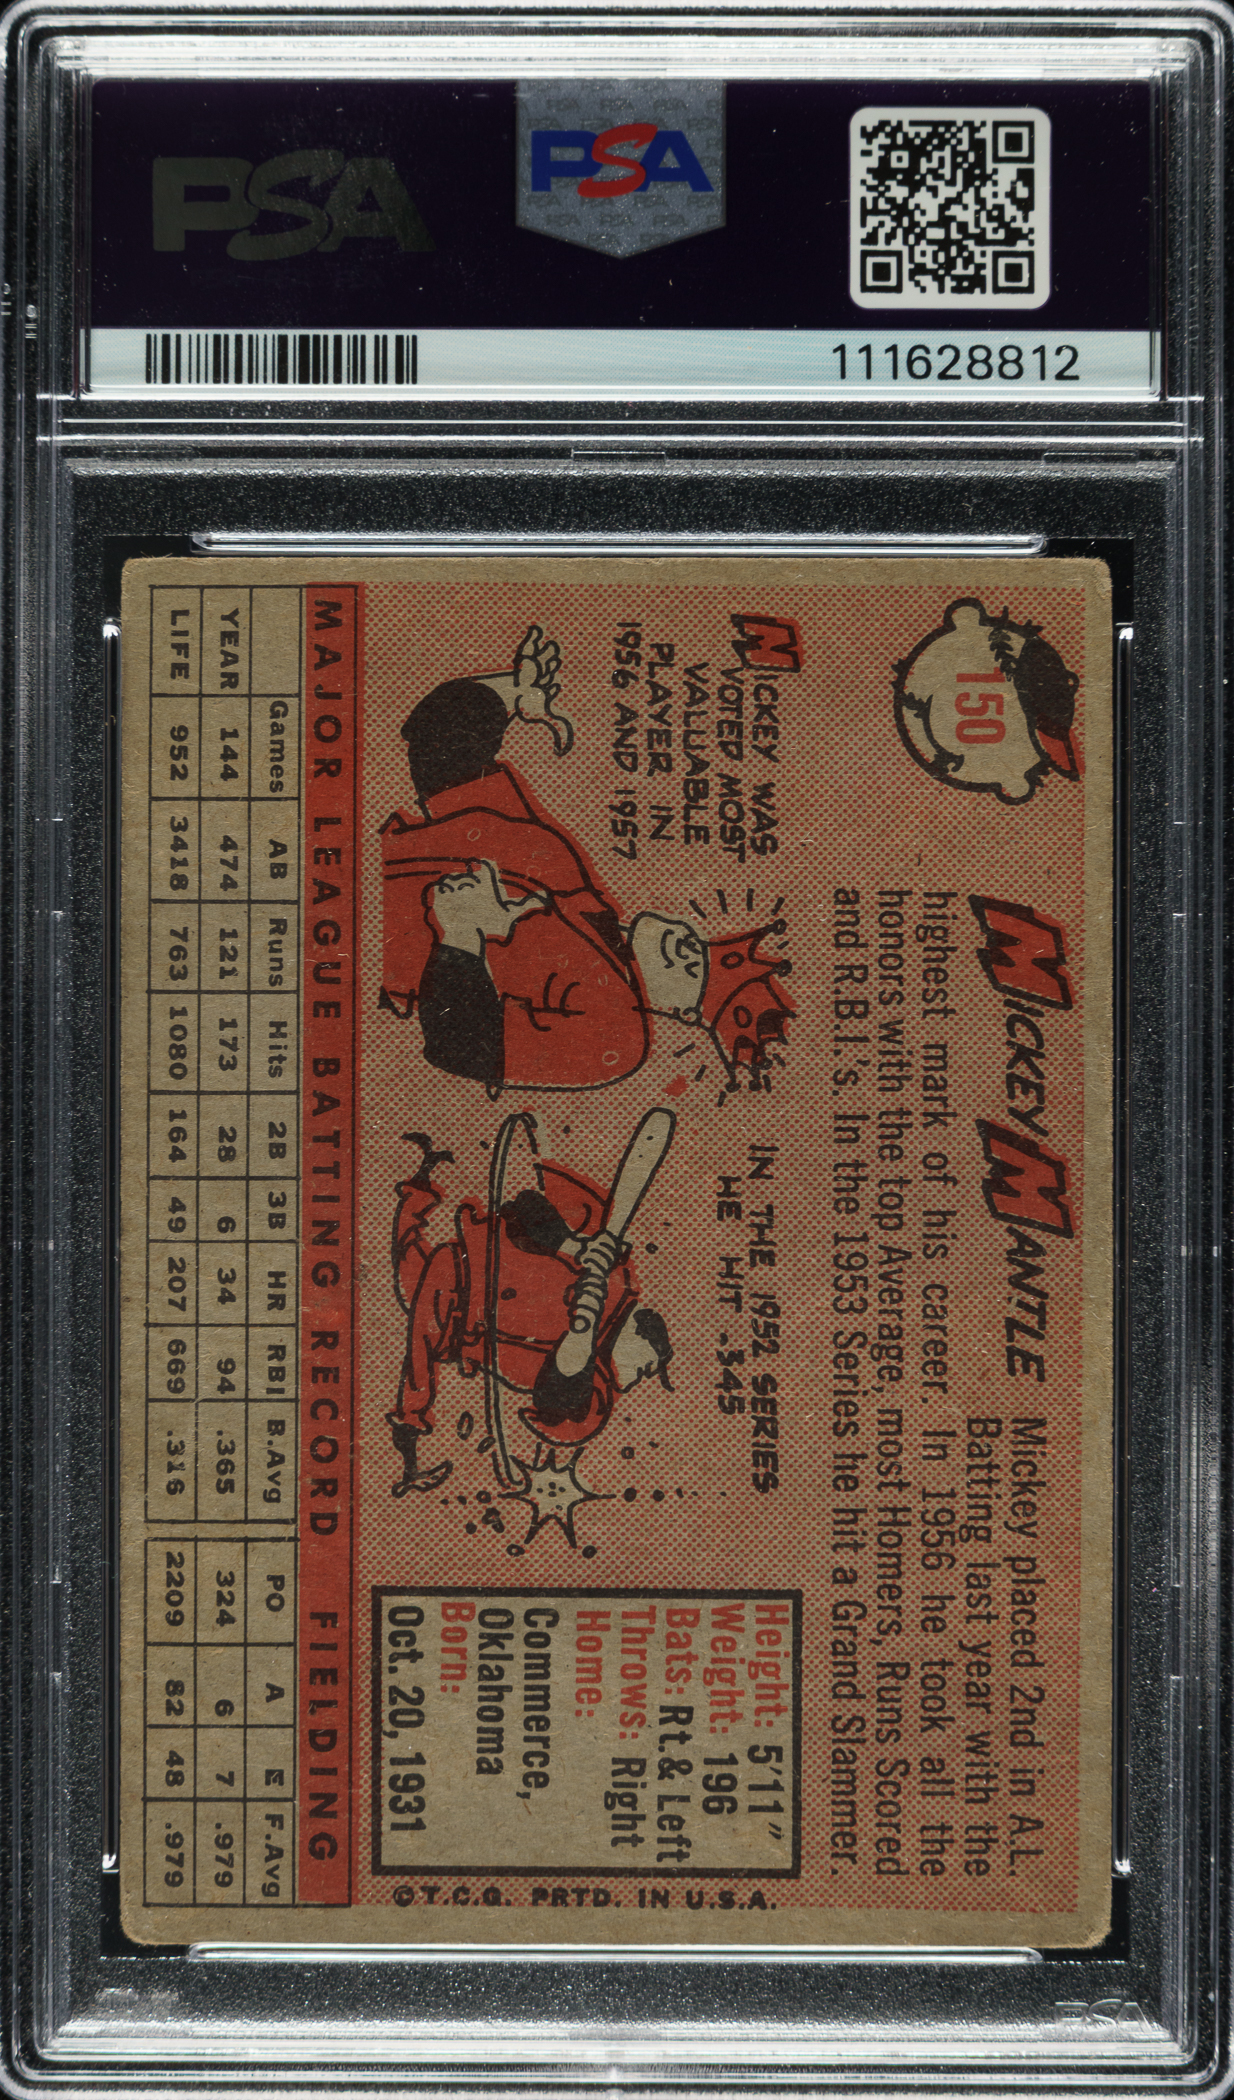 PSA
PSA
111628812
150
MICKEY MANTLE
Mickey placed 2nd in A.L.
Batting last year with the
highest mark of his career. In 1956 he took all the
honors with the top Average, most Homers, Runs Scored
and R.B.I.'s. In the 1953 Series he hit a Grand Slammer.
MICKEY WAS
VOTED MOST
VALUABLE
PLAYER IN
1956 AND 1957
IN THE 1952 SERIES
HE HIT .345
Height: 5'11"
Weight: 196
Bats: Rt. & Left
Throws: Right
Home:
Commerce,
Oklahoma
Born:
Oct. 20, 1931
©T.C.G. PRTD. IN U.S.A.
MAJOR LEAGUE BATTING RECORD FIELDING
Games AB Runs Hits 2B 3B HR RBI B.Avg PO A E F.Avg
YEAR 144 474 121 173 28 6 34 94 .365 324 6 7 .979
LIFE 952 3418 763 1080 164 49 207 669 .316 2209 82 48 .979
PSA